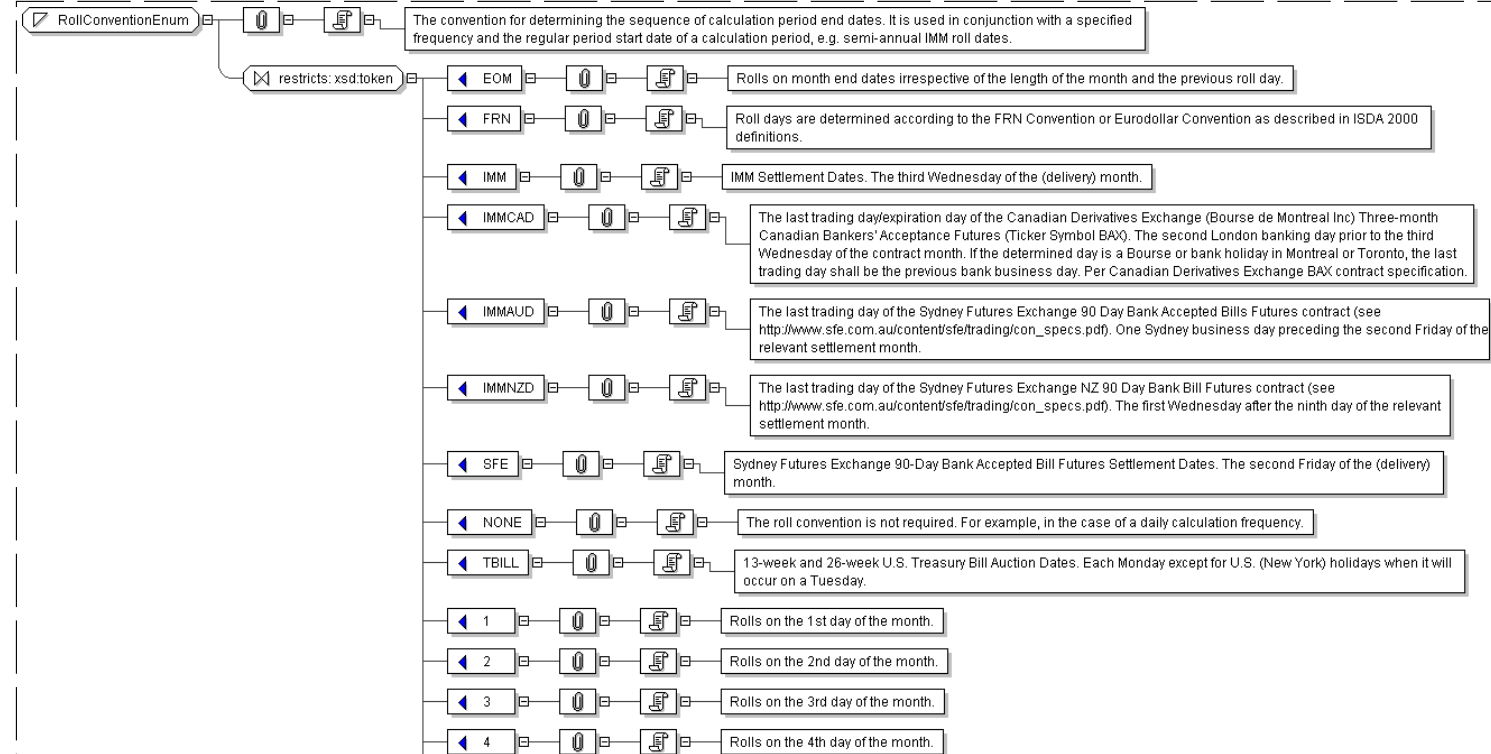 RollConventionEnum
The convention for determining the sequence of calculation period end dates. It is used in conjunction with a specified
frequency and the regular period start date of a calculation period, e.g. semi-annual IMM roll dates.
restricts: xsd:token
EOM
Rolls on month end dates irrespective of the length of the month and the previous roll day.
FRN
Roll days are determined according to the FRN Convention or Eurodollar Convention as described in ISDA 2000
definitions.
IMM
IMM Settlement Dates. The third Wednesday of the (delivery) month.
IMMCAD
The last trading day/expiration day of the Canadian Derivatives Exchange (Bourse de Montreal Inc) Three-month
Canadian Bankers' Acceptance Futures (Ticker Symbol BAX). The second London banking day prior to the third
Wednesday of the contract month. If the determined day is a Bourse or bank holiday in Montreal or Toronto, the last
trading day shall be the previous bank business day. Per Canadian Derivatives Exchange BAX contract specification.
IMMAUD
The last trading day of the Sydney Futures Exchange 90 Day Bank Accepted Bills Futures contract (see
http://www.sfe.com.au/content/sfe/trading/con_specs.pdf). One Sydney business day preceding the second Friday of the
relevant settlement month.
IMMNZD
The last trading day of the Sydney Futures Exchange NZ 90 Day Bank Bill Futures contract (see
http://www.sfe.com.au/content/sfe/trading/con_specs.pdf). The first Wednesday after the ninth day of the relevant
settlement month.
SFE
Sydney Futures Exchange 90-Day Bank Accepted Bill Futures Settlement Dates. The second Friday of the (delivery)
month.
NONE
The roll convention is not required. For example, in the case of a daily calculation frequency.
TBILL
13-week and 26-week U.S. Treasury Bill Auction Dates. Each Monday except for U.S. (New York) holidays when it will
occur on a Tuesday.
1
Rolls on the 1st day of the month.
2
Rolls on the 2nd day of the month.
3
Rolls on the 3rd day of the month.
4
Rolls on the 4th day of the month.